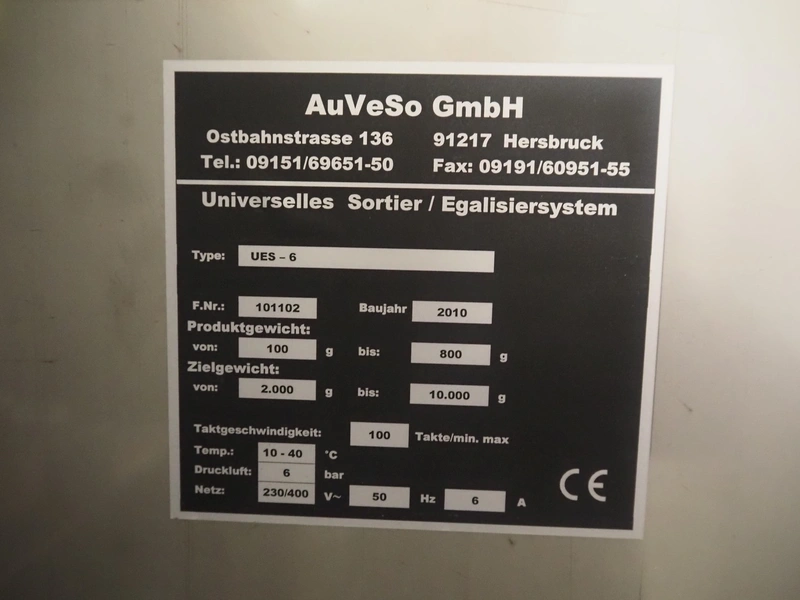 AuVeSo GmbH
Ostbahnstrasse 136 91217 Hersbruck
Tel.: 09151/69651-50 Fax: 09191/60951-55
Universelles Sortier / Egalisiersystem
Type: UES – 6
F.Nr.: 101102 Baujahr 2010
Produktgewicht:
von: 100 g bis: 800 g
Zielgewicht:
von: 2.000 g bis: 10.000 g
Taktgeschwindigkeit: 100 Takte/min. max
Temp.: 10 - 40 °C
Druckluft: 6 bar
Netz: 230/400 V~ 50 Hz 6 A
CE